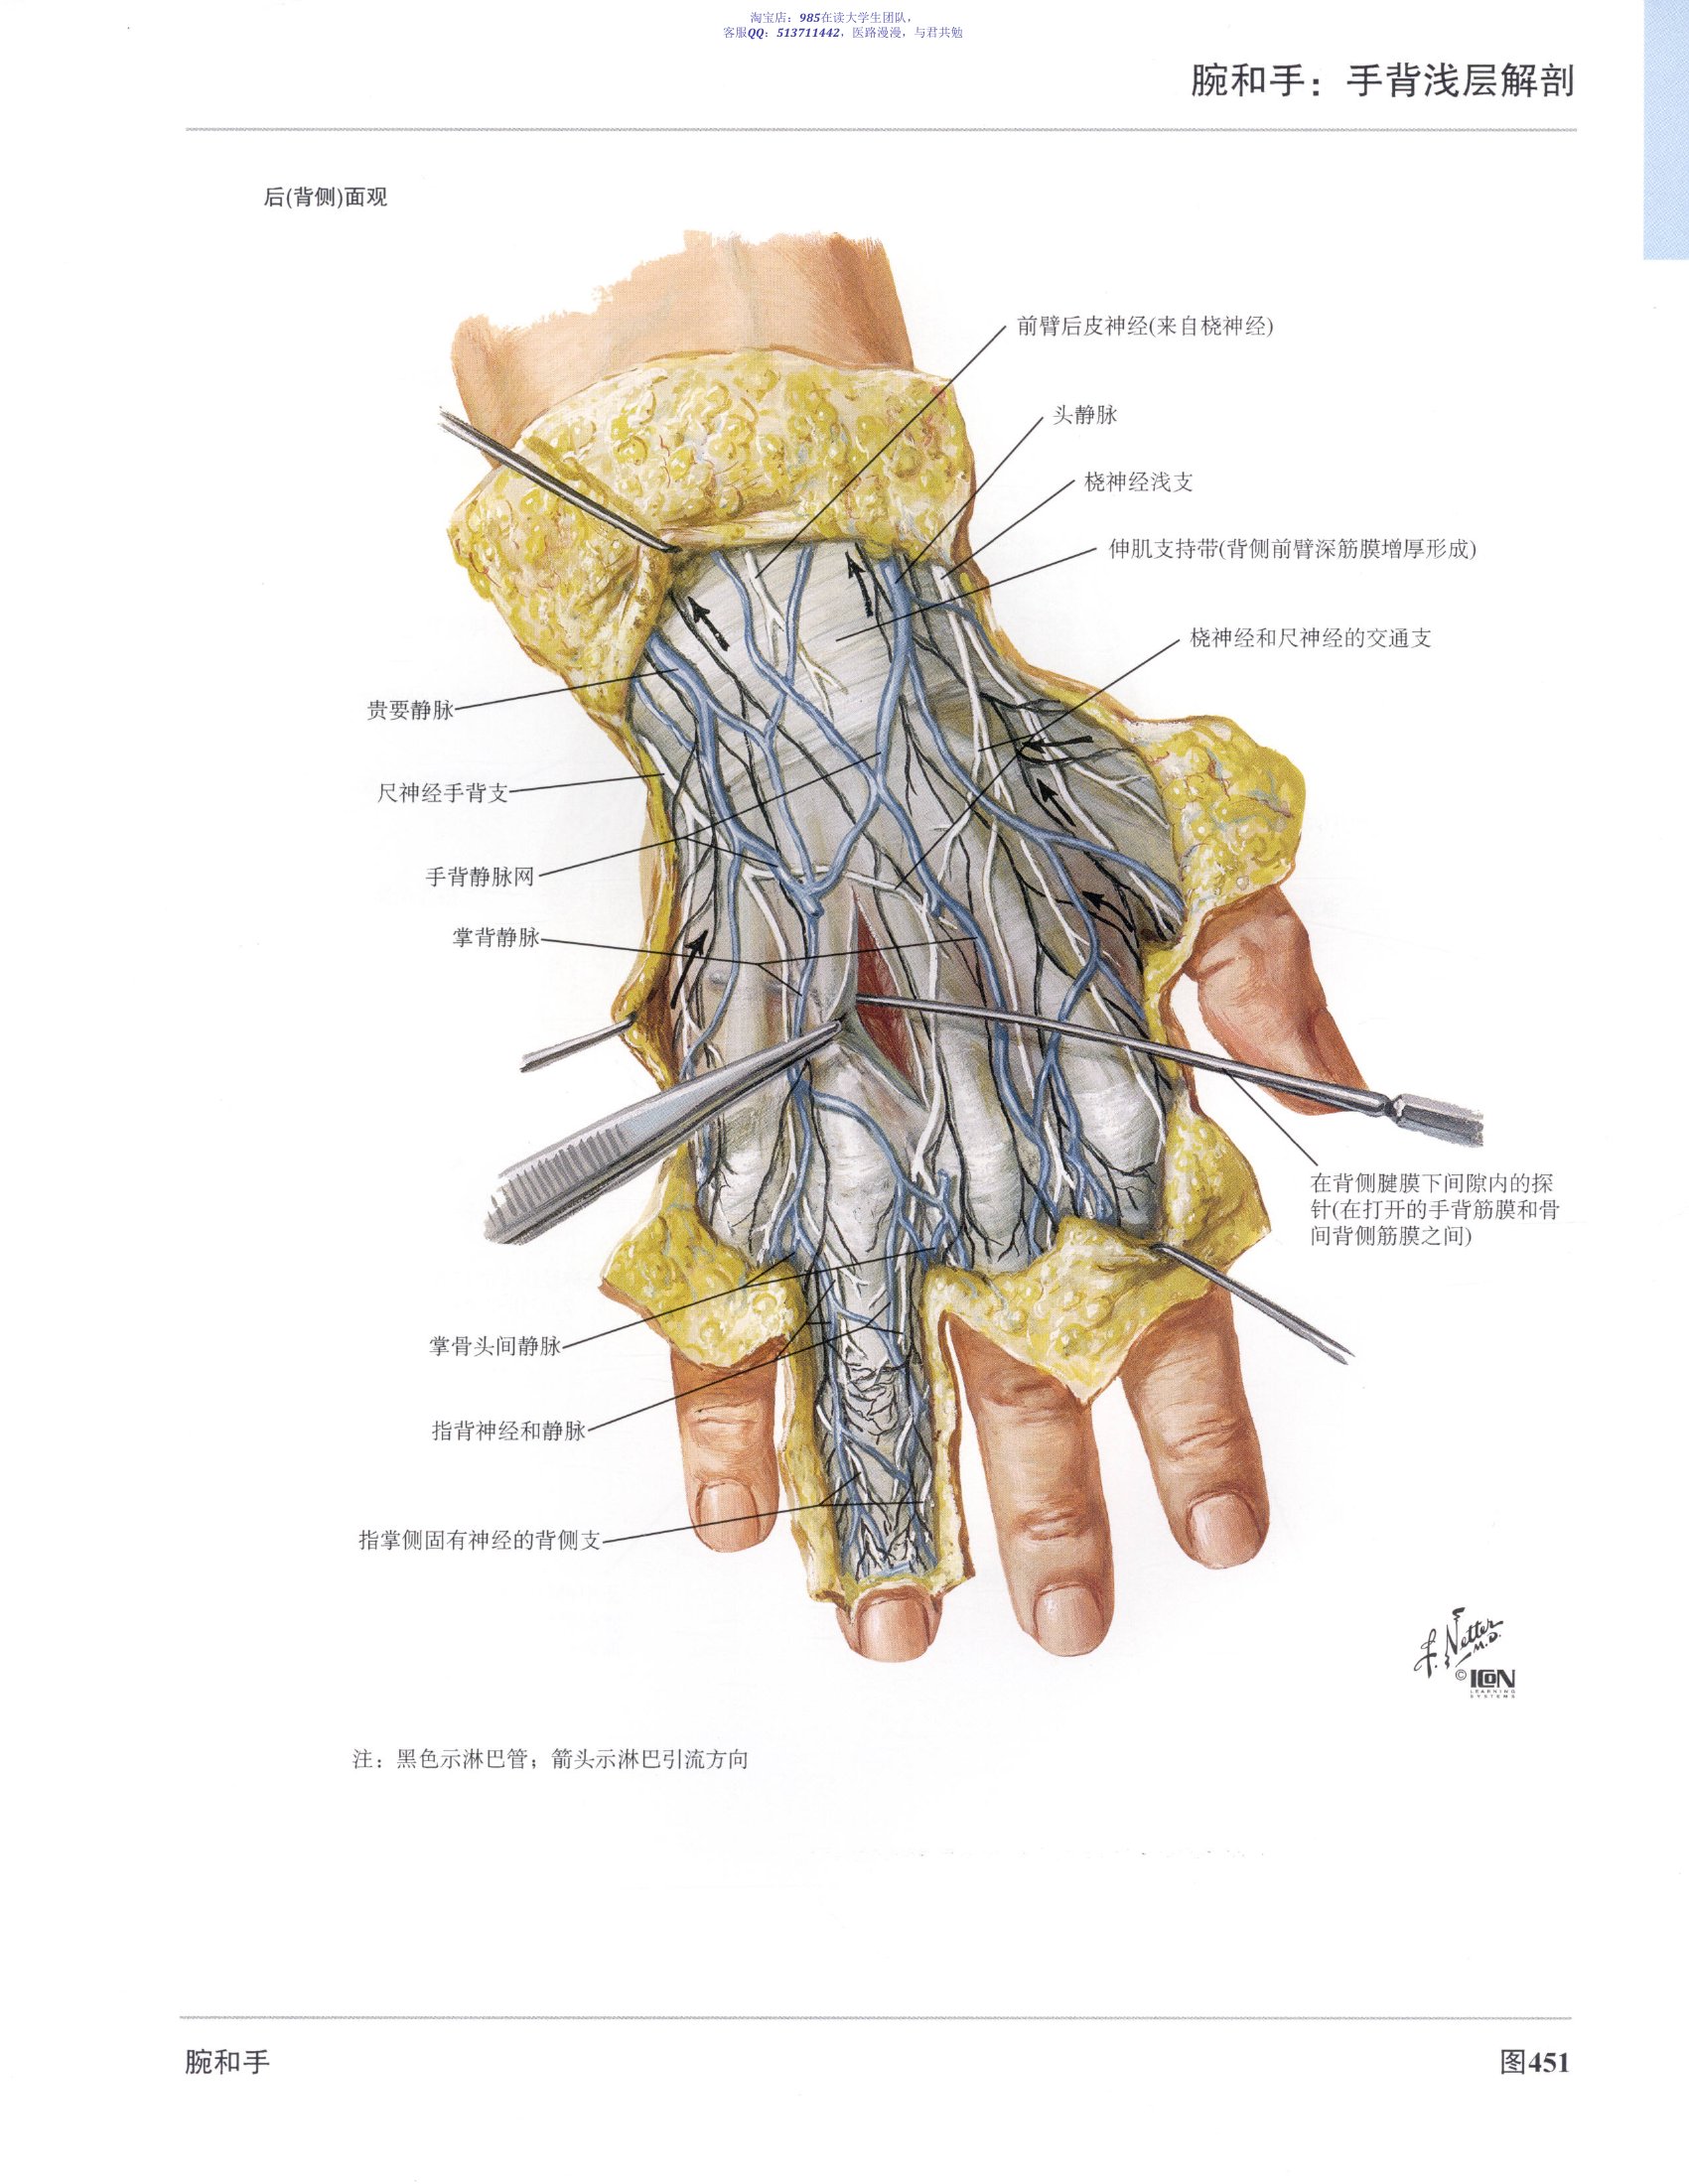 淘宝店：985在读大学生团队，
客服QQ：513711442，医路漫漫，与君共勉
腕和手：手背浅层解剖
后(背侧)面观
前臂后皮神经(来自桡神经)
头静脉
桡神经浅支
伸肌支持带(背侧前臂深筋膜增厚形成)
桡神经和尺神经的交通支
贵要静脉
尺神经手背支
手背静脉网
掌背静脉
在背侧腱膜下间隙内的探
针(在打开的手背筋膜和骨
间背侧筋膜之间)
掌骨头间静脉
指背神经和静脉
指掌侧固有神经的背侧支
F. Netter
M.D.
© ICON
LEARNING
SYSTEMS
注：黑色示淋巴管；箭头示淋巴引流方向
腕和手
图451